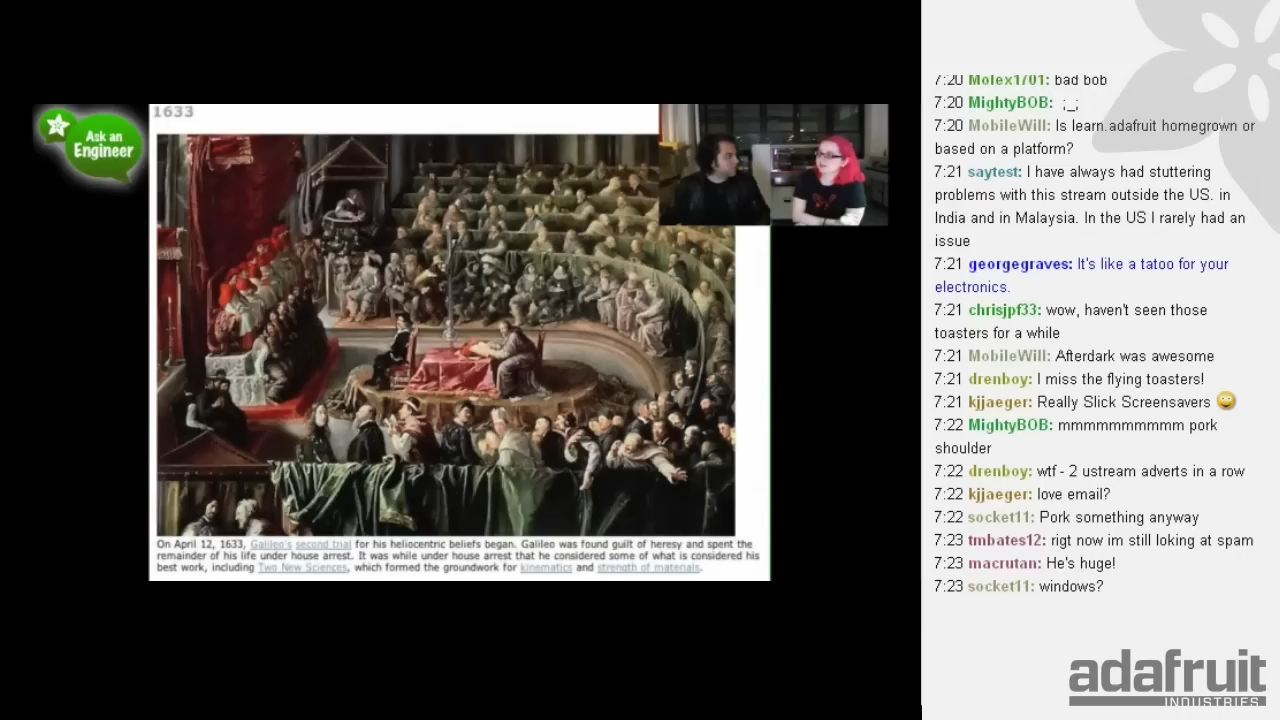 Ask an
Engineer
1633
On April 12, 1633, Galileo's second trial for his heliocentric beliefs began. Galileo was found guilt of heresy and spent the
remainder of his life under house arrest. It was while under house arrest that he considered some of what is considered his
best work, including Two New Sciences, which formed the groundwork for kinematics and strength of materials.
7:20 Molex1701: bad bob
7:20 MightyBOB: ;_;
7:20 MobileWill: Is learn.adafruit homegrown or
based on a platform?
7:21 saytest: I have always had stuttering
problems with this stream outside the US. in
India and in Malaysia. In the US I rarely had an
issue
7:21 georgegraves: It's like a tatoo for your
electronics.
7:21 chrisjpf33: wow, haven't seen those
toasters for a while
7:21 MobileWill: Afterdark was awesome
7:21 drenboy: I miss the flying toasters!
7:21 kjjaeger: Really Slick Screensavers
7:22 MightyBOB: mmmmmmmmmm pork
shoulder
7:22 drenboy: wtf - 2 ustream adverts in a row
7:22 kjjaeger: love email?
7:22 socket11: Pork something anyway
7:23 tmbates12: rigt now im still loking at spam
7:23 macrutan: He's huge!
7:23 socket11: windows?
adafruit
INDUSTRIES